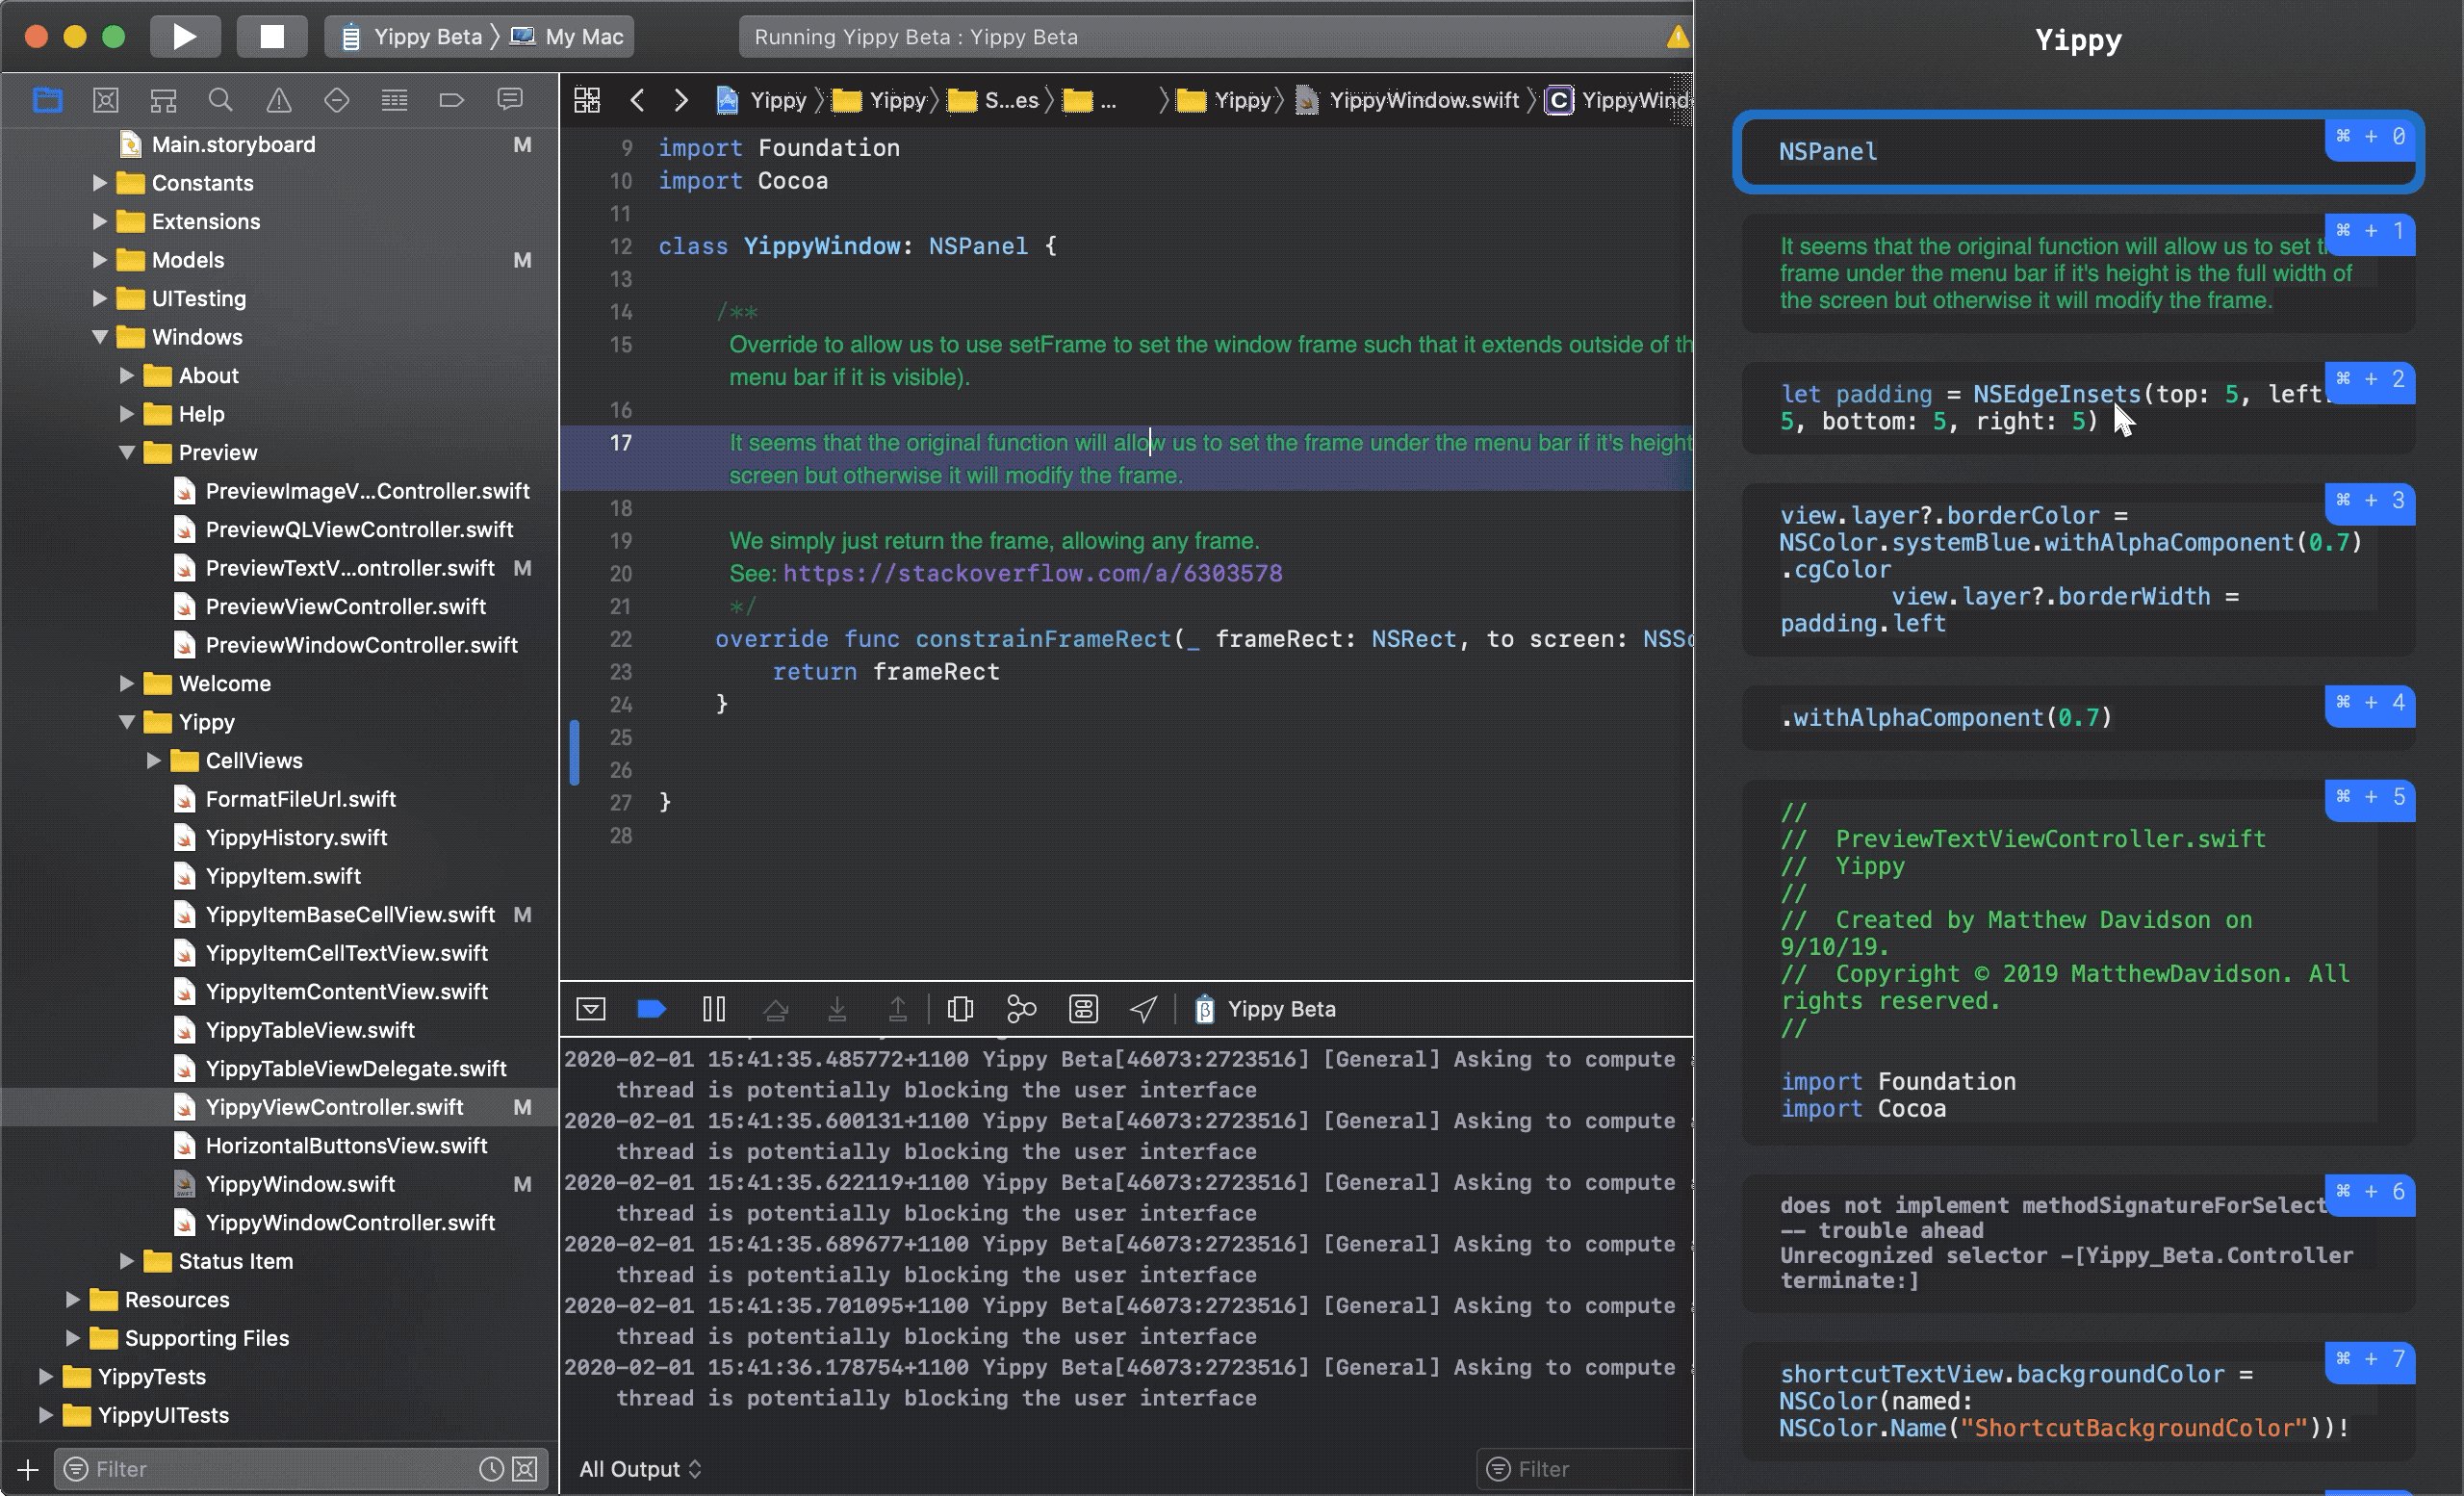 Yippy Beta 〉 My Mac
Running Yippy Beta : Yippy Beta
Main.storyboard M
Constants
Extensions
Models M
UITesting
Windows
About
Help
Preview
PreviewImageV...Controller.swift
PreviewQLViewController.swift
PreviewTextV...ontroller.swift M
PreviewViewController.swift
PreviewWindowController.swift
Welcome
Yippy
CellViews
FormatFileUrl.swift
YippyHistory.swift
YippyItem.swift
YippyItemBaseCellView.swift M
YippyItemCellTextView.swift
YippyItemContentView.swift
YippyTableView.swift
YippyTableViewDelegate.swift
YippyViewController.swift M
HorizontalButtonsView.swift
YippyWindow.swift M
YippyWindowController.swift
Status Item
Resources
Supporting Files
YippyTests
YippyUITests
Filter
Yippy 〉 Yippy 〉 S...es 〉 ... 〉 Yippy 〉 YippyWindow.swift 〉 C YippyWind
9 import Foundation
10 import Cocoa
11
12 class YippyWindow: NSPanel {
13
14 /**
15 Override to allow us to use setFrame to set the window frame such that it extends outside of th
menu bar if it is visible).
16
17 It seems that the original function will allow us to set the frame under the menu bar if it's height
screen but otherwise it will modify the frame.
18
19 We simply just return the frame, allowing any frame.
20 See: https://stackoverflow.com/a/6303578
21 */
22 override func constrainFrameRect(_ frameRect: NSRect, to screen: NSSc
23 return frameRect
24 }
25
26
27 }
28
Yippy Beta
2020-02-01 15:41:35.485772+1100 Yippy Beta[46073:2723516] [General] Asking to compute
thread is potentially blocking the user interface
2020-02-01 15:41:35.600131+1100 Yippy Beta[46073:2723516] [General] Asking to compute
thread is potentially blocking the user interface
2020-02-01 15:41:35.622119+1100 Yippy Beta[46073:2723516] [General] Asking to compute
thread is potentially blocking the user interface
2020-02-01 15:41:35.689677+1100 Yippy Beta[46073:2723516] [General] Asking to compute
thread is potentially blocking the user interface
2020-02-01 15:41:35.701095+1100 Yippy Beta[46073:2723516] [General] Asking to compute
thread is potentially blocking the user interface
2020-02-01 15:41:36.178754+1100 Yippy Beta[46073:2723516] [General] Asking to compute
thread is potentially blocking the user interface
All Output
Filter
Yippy
NSPanel
⌘ + 0
It seems that the original function will allow us to set t
⌘ + 1
frame under the menu bar if it's height is the full width of
the screen but otherwise it will modify the frame.
let padding = NSEdgeInsets(top: 5, left
⌘ + 2
5, bottom: 5, right: 5)
view.layer?.borderColor =
⌘ + 3
NSColor.systemBlue.withAlphaComponent(0.7)
.cgColor
view.layer?.borderWidth =
padding.left
.withAlphaComponent(0.7)
⌘ + 4
//
⌘ + 5
// PreviewTextViewController.swift
// Yippy
//
// Created by Matthew Davidson on
9/10/19.
// Copyright © 2019 MatthewDavidson. All
rights reserved.
//
import Foundation
import Cocoa
does not implement methodSignatureForSelect
⌘ + 6
-- trouble ahead
Unrecognized selector -[Yippy_Beta.Controller
terminate:]
shortcutTextView.backgroundColor =
⌘ + 7
NSColor(named:
NSColor.Name("ShortcutBackgroundColor"))!